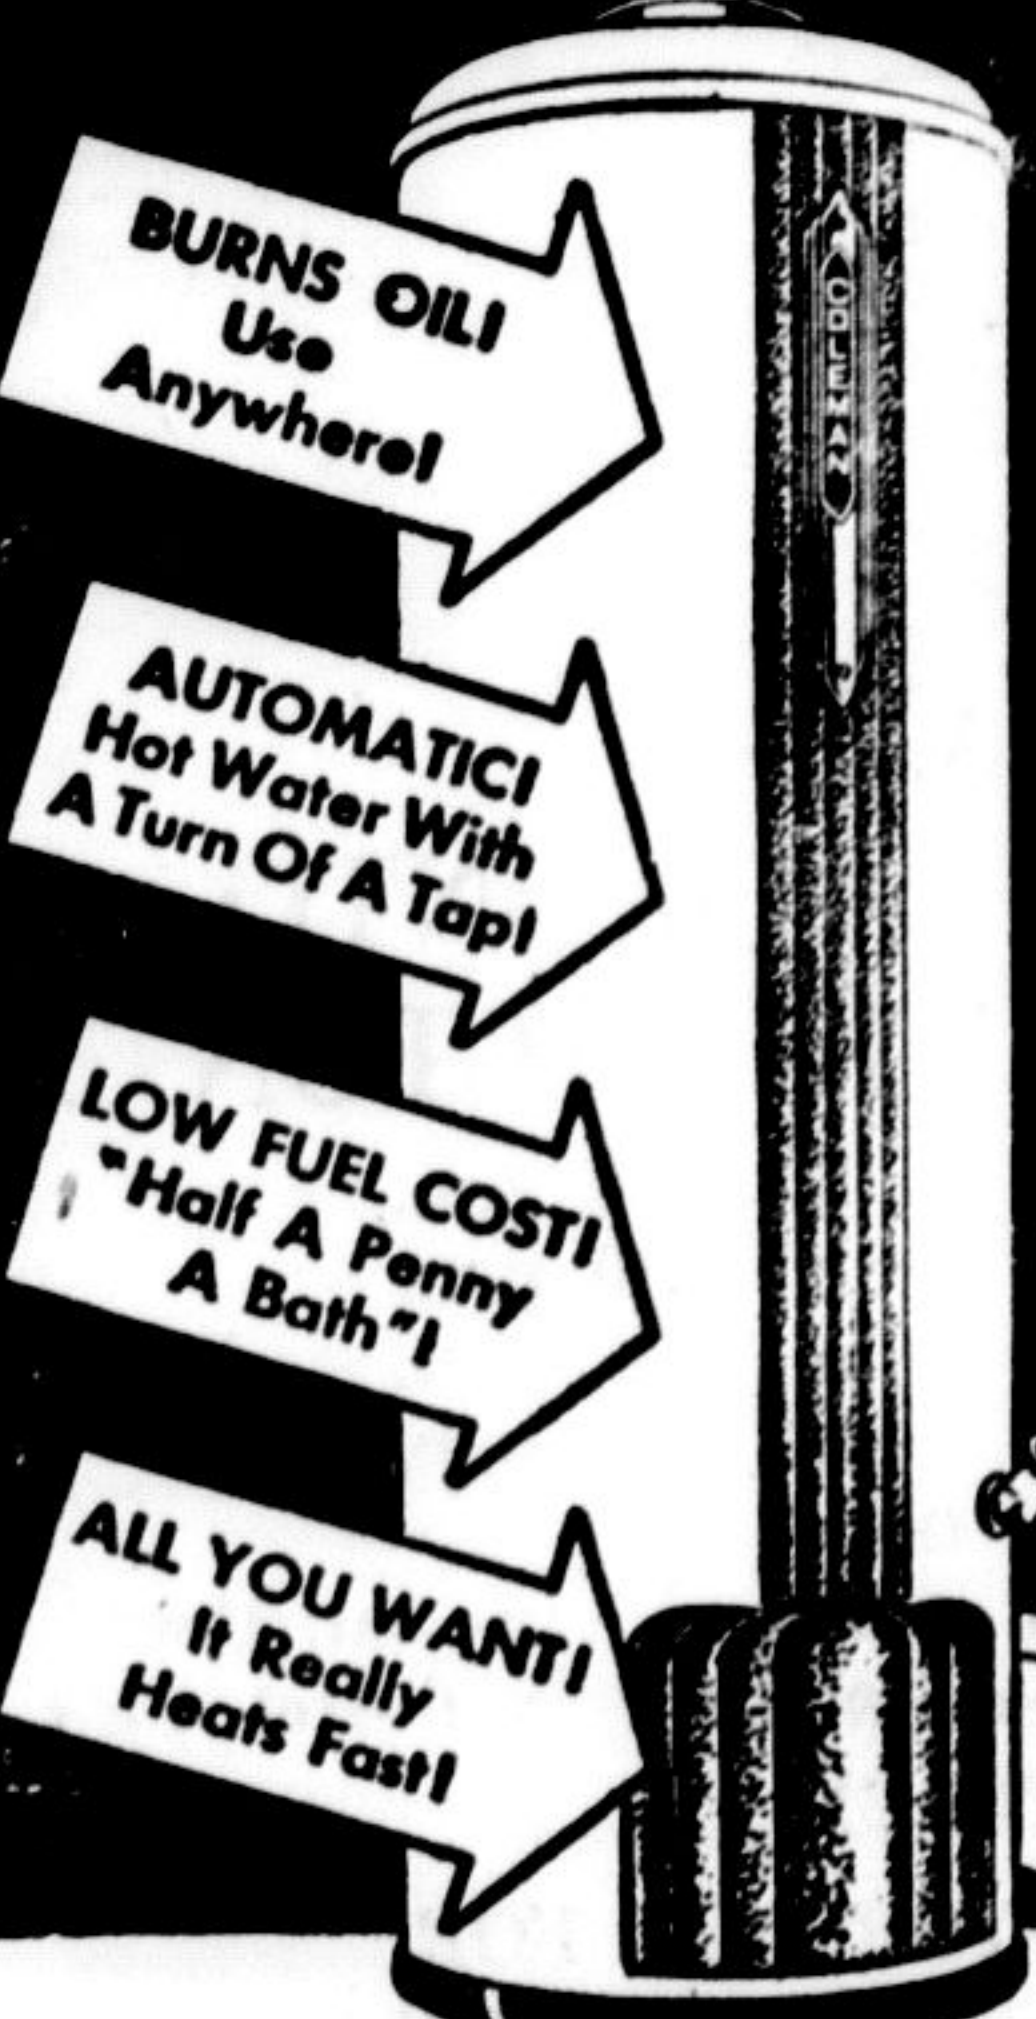 BURNS OIL!
Use
Anywhere!
COLEMAN
AUTOMATIC!
Hot Water With
A Turn Of A Tap!
LOW FUEL COST!
"Half A Penny
A Bath"!
ALL YOU WANT!
It Really
Heats Fast!